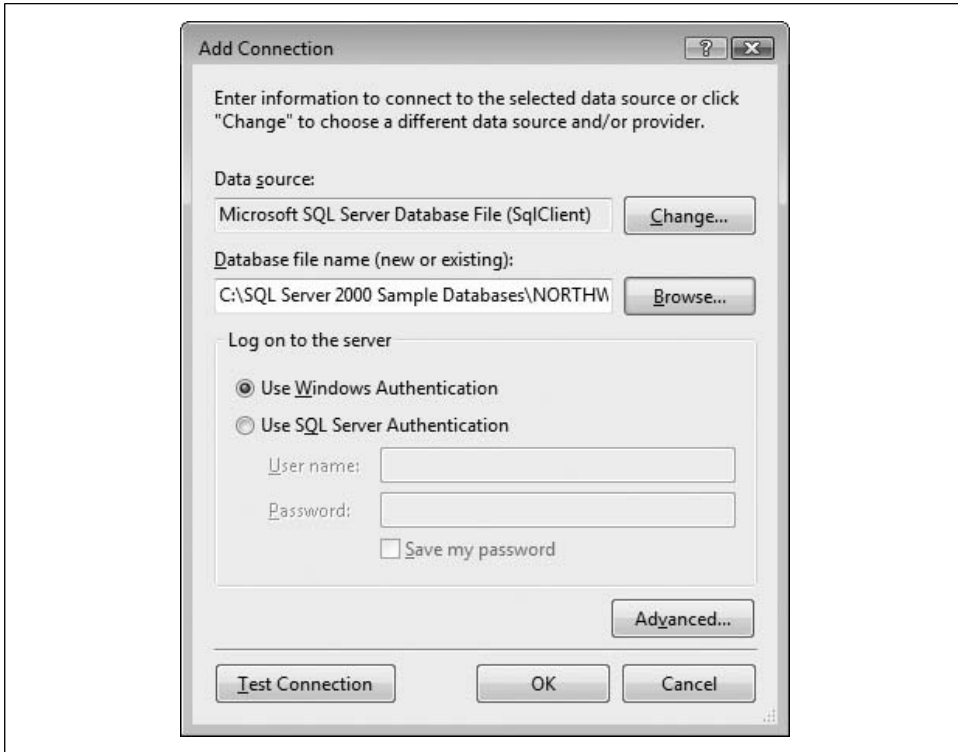 Add Connection
Enter information to connect to the selected data source or click
"Change" to choose a different data source and/or provider.
Data source:
Microsoft SQL Server Database File (SqlClient)
Change...
Database file name (new or existing):
C:\SQL Server 2000 Sample Databases\NORTHW
Browse...
Log on to the server
Use Windows Authentication
Use SQL Server Authentication
User name:
Password:
Save my password
Advanced...
Test Connection
OK
Cancel